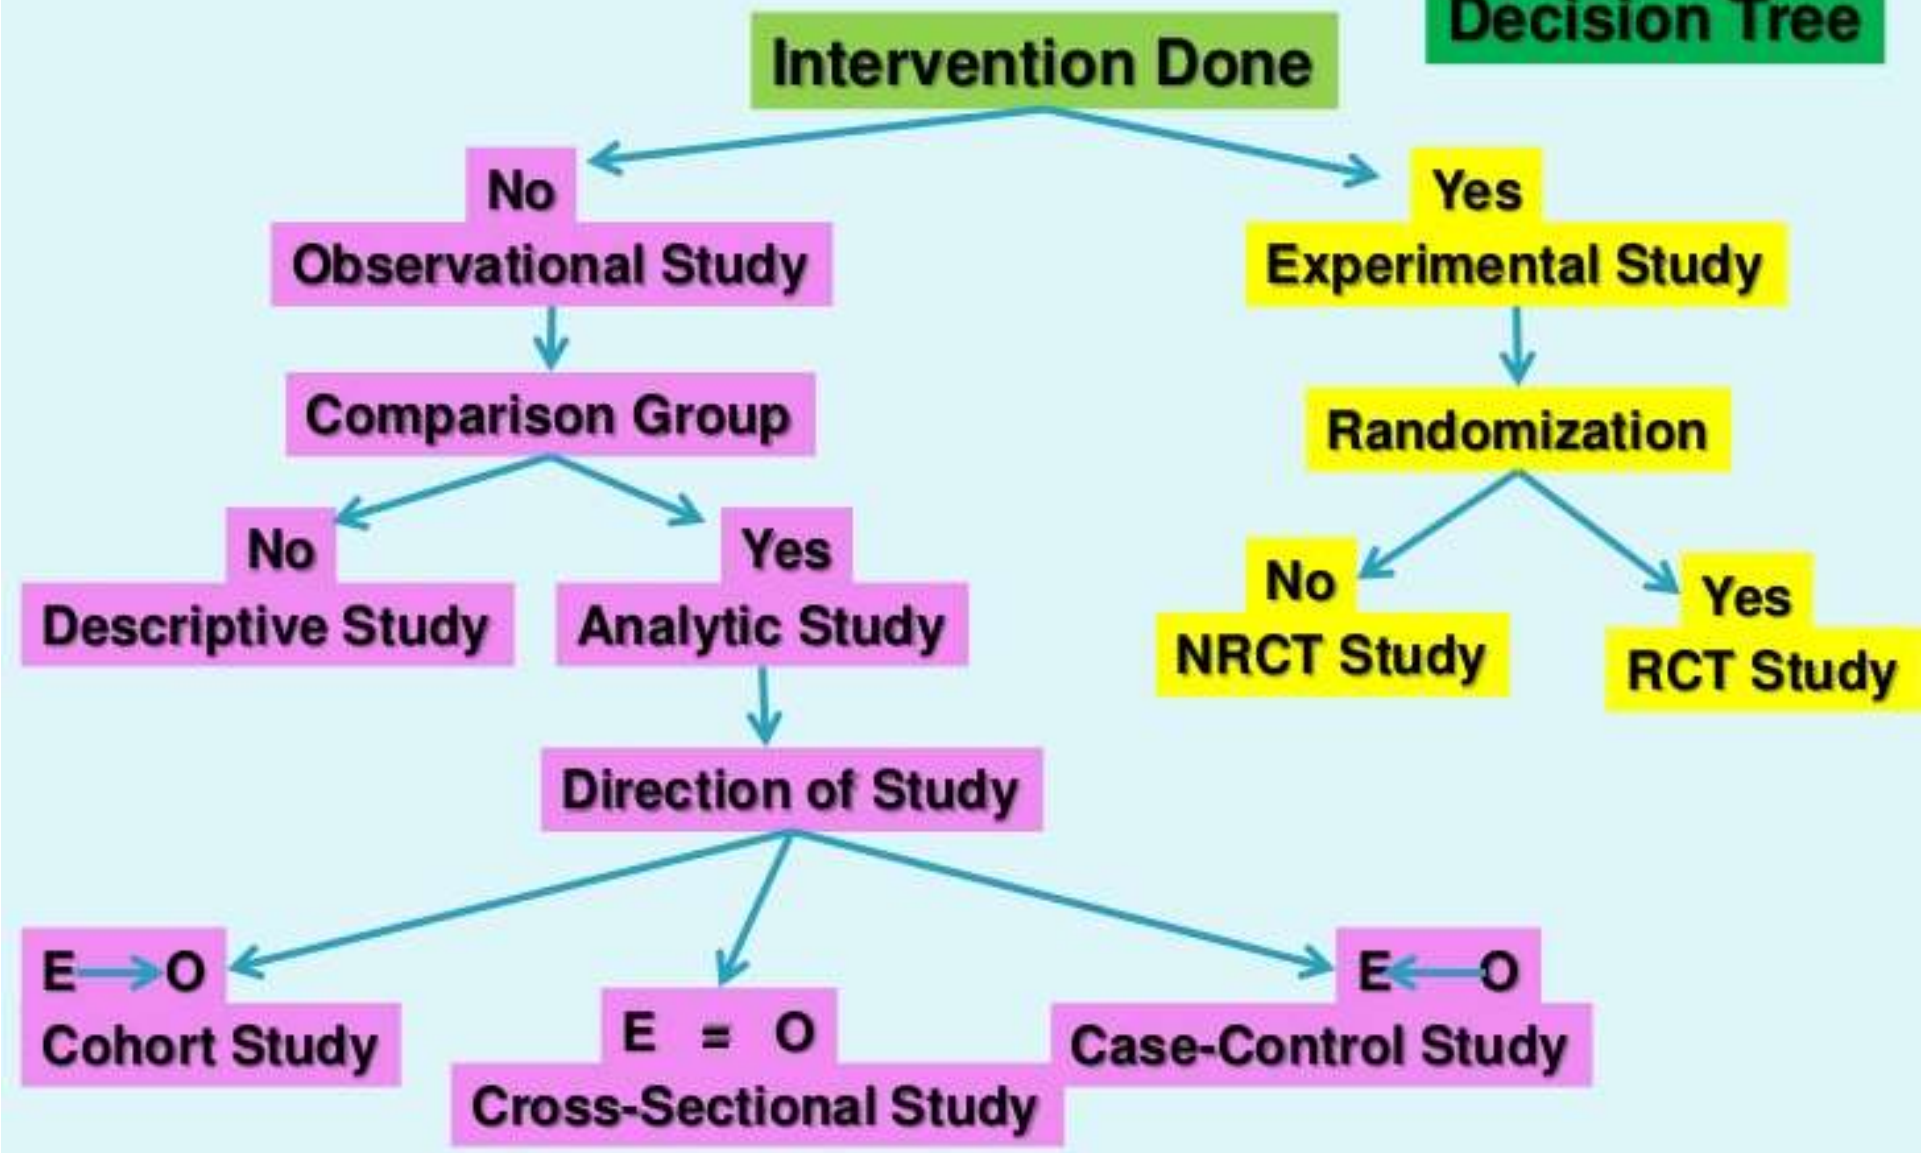 Decision Tree
Intervention Done
No
Observational Study
Yes
Experimental Study
Comparison Group
Randomization
No
Descriptive Study
Yes
Analytic Study
No
NRCT Study
Yes
RCT Study
Direction of Study
E O
Cohort Study
E = O
Cross-Sectional Study
E O
Case-Control Study